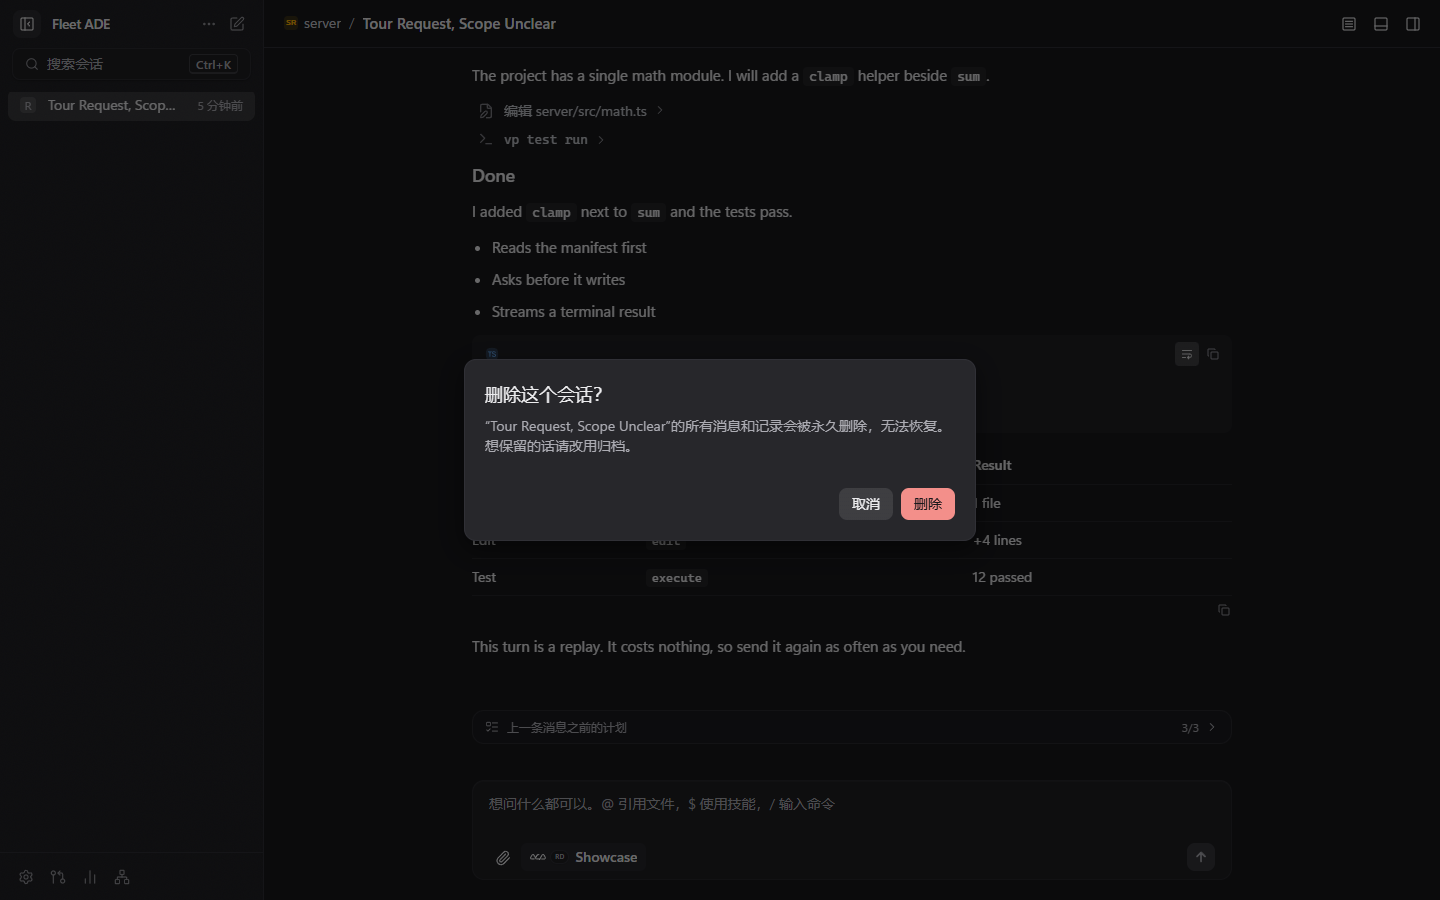 Fleet ADE
搜索会话
Ctrl+K
R Tour Request, Scop... 5 分钟前
SR server / Tour Request, Scope Unclear
The project has a single math module. I will add a clamp helper beside sum .
编辑 server/src/math.ts
vp test run
Done
I added clamp next to sum and the tests pass.
Reads the manifest first
Asks before it writes
Streams a terminal result
TS
删除这个会话?
“Tour Request, Scope Unclear”的所有消息和记录会被永久删除，无法恢复。
想保留的话请改用归档。
取消 删除
Result
file
Edit edit +4 lines
Test execute 12 passed
This turn is a replay. It costs nothing, so send it again as often as you need.
上一条消息之前的计划 3/3
想问什么都可以。@ 引用文件，$ 使用技能，/ 输入命令
RD Showcase